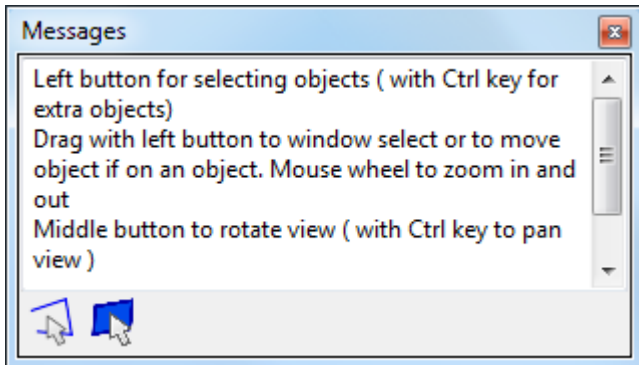 Messages
Left button for selecting objects ( with Ctrl key for
extra objects)
Drag with left button to window select or to move
object if on an object. Mouse wheel to zoom in and
out
Middle button to rotate view ( with Ctrl key to pan
view )